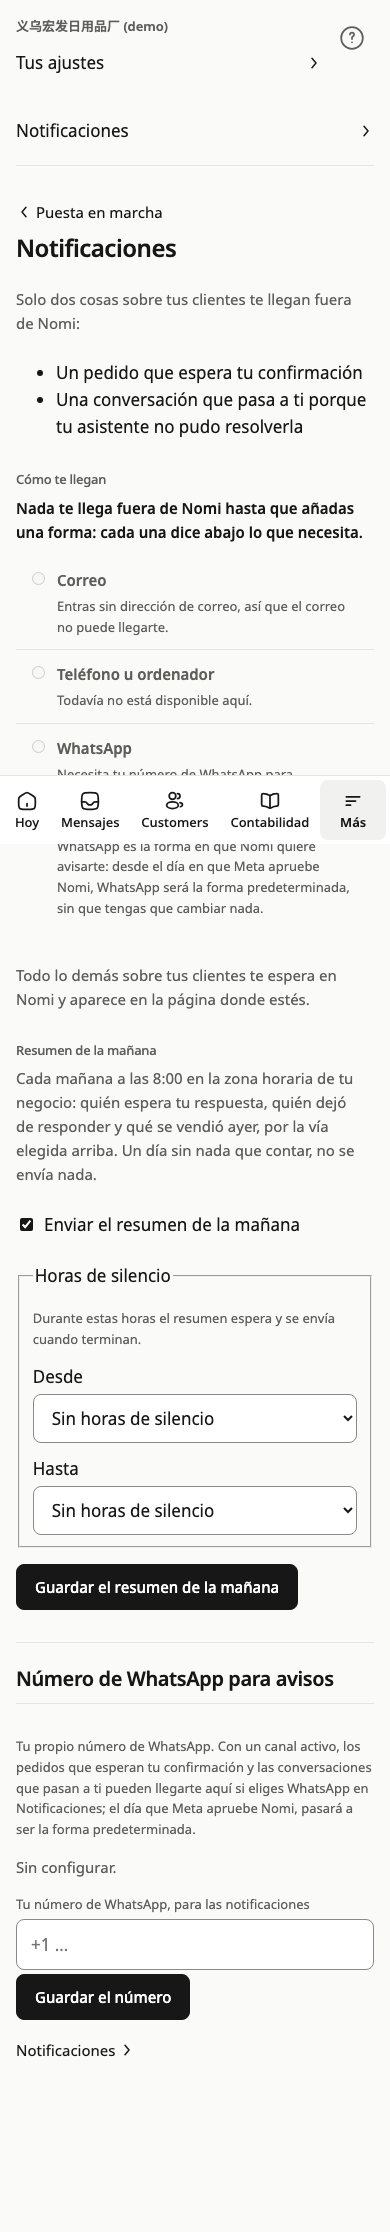 义乌宏发日用品厂 (demo)
Tus ajustes
Notificaciones
Puesta en marcha
Notificaciones
Solo dos cosas sobre tus clientes te llegan fuera
de Nomi:
Un pedido que espera tu confirmación
Una conversación que pasa a ti porque
tu asistente no pudo resolverla
Cómo te llegan
Nada te llega fuera de Nomi hasta que añadas
una forma: cada una dice abajo lo que necesita.
Correo
Entras sin dirección de correo, así que el correo
no puede llegarte.
Teléfono u ordenador
Todavía no está disponible aquí.
WhatsApp
Necesita tu número de WhatsApp para
Hoy
Mensajes
Customers
Contabilidad
Más
WhatsApp es la forma en que Nomi quiere
avisarte: desde el día en que Meta apruebe
Nomi, WhatsApp será la forma predeterminada,
sin que tengas que cambiar nada.
Todo lo demás sobre tus clientes te espera en
Nomi y aparece en la página donde estés.
Resumen de la mañana
Cada mañana a las 8:00 en la zona horaria de tu
negocio: quién espera tu respuesta, quién dejó
de responder y qué se vendió ayer, por la vía
elegida arriba. Un día sin nada que contar, no se
envía nada.
Enviar el resumen de la mañana
Horas de silencio
Durante estas horas el resumen espera y se envía
cuando terminan.
Desde
Sin horas de silencio
Hasta
Sin horas de silencio
Guardar el resumen de la mañana
Número de WhatsApp para avisos
Tu propio número de WhatsApp. Con un canal activo, los
pedidos que esperan tu confirmación y las conversaciones
que pasan a ti pueden llegarte aquí si eliges WhatsApp en
Notificaciones; el día que Meta apruebe Nomi, pasará a
ser la forma predeterminada.
Sin configurar.
Tu número de WhatsApp, para las notificaciones
+1 ...
Guardar el número
Notificaciones